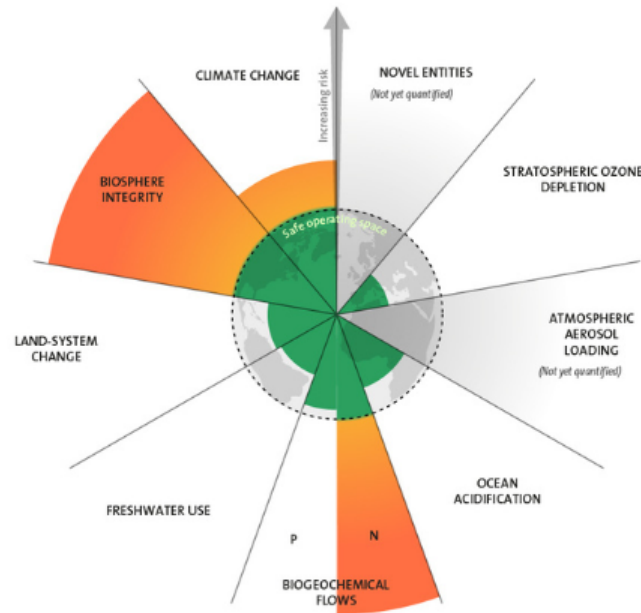 CLIMATE CHANGE
Increasing risk
NOVEL ENTITIES
(Not yet quantified)
STRATOSPHERIC OZONE
DEPLETION
BIOSPHERE
INTEGRITY
Safe operating space
LAND-SYSTEM
CHANGE
ATMOSPHERIC
AEROSOL
LOADING
(Not yet quantified)
FRESHWATER USE
OCEAN
ACIDIFICATION
P
N
BIOGEOCHEMICAL
FLOWS